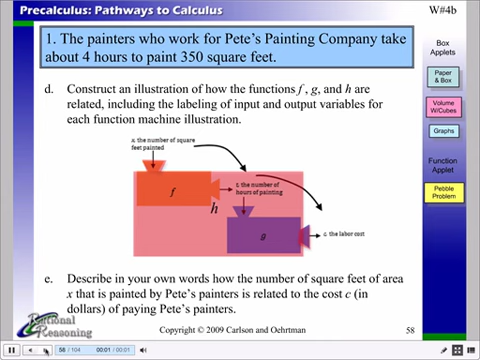 Precalculus: Pathways to Calculus
W#4b
1. The painters who work for Pete's Painting Company take
about 4 hours to paint 350 square feet.
Box
Applets
Paper
& Box
Volume
W/Cubes
Graphs
Function
Applet
Pebble
Problem
d. Construct an illustration of how the functions f , g, and h are
related, including the labeling of input and output variables for
each function machine illustration.
x the number of square
feet painted
f
t, the number of
hours of painting
h
g
c, the labor cost
e. Describe in your own words how the number of square feet of area
x that is painted by Pete's painters is related to the cost c (in
dollars) of paying Pete's painters.
Rational
Reasoning
Copyright © 2009 Carlson and Oehrtman
58
58 / 104
00:01 / 00:01